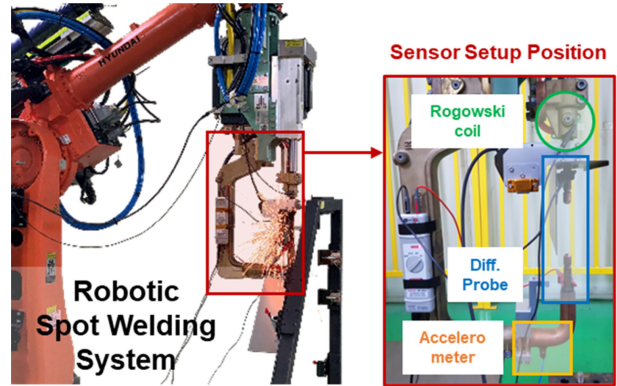 HYUNDAI
Sensor Setup Position
Rogowski
coil
Diff.
Probe
Accelero
meter
Robotic
Spot Welding
System